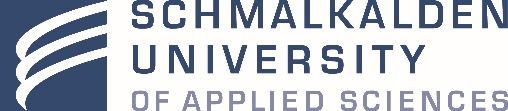 SCHMALKALDEN
UNIVERSITY
OF APPLIED SCIENCES